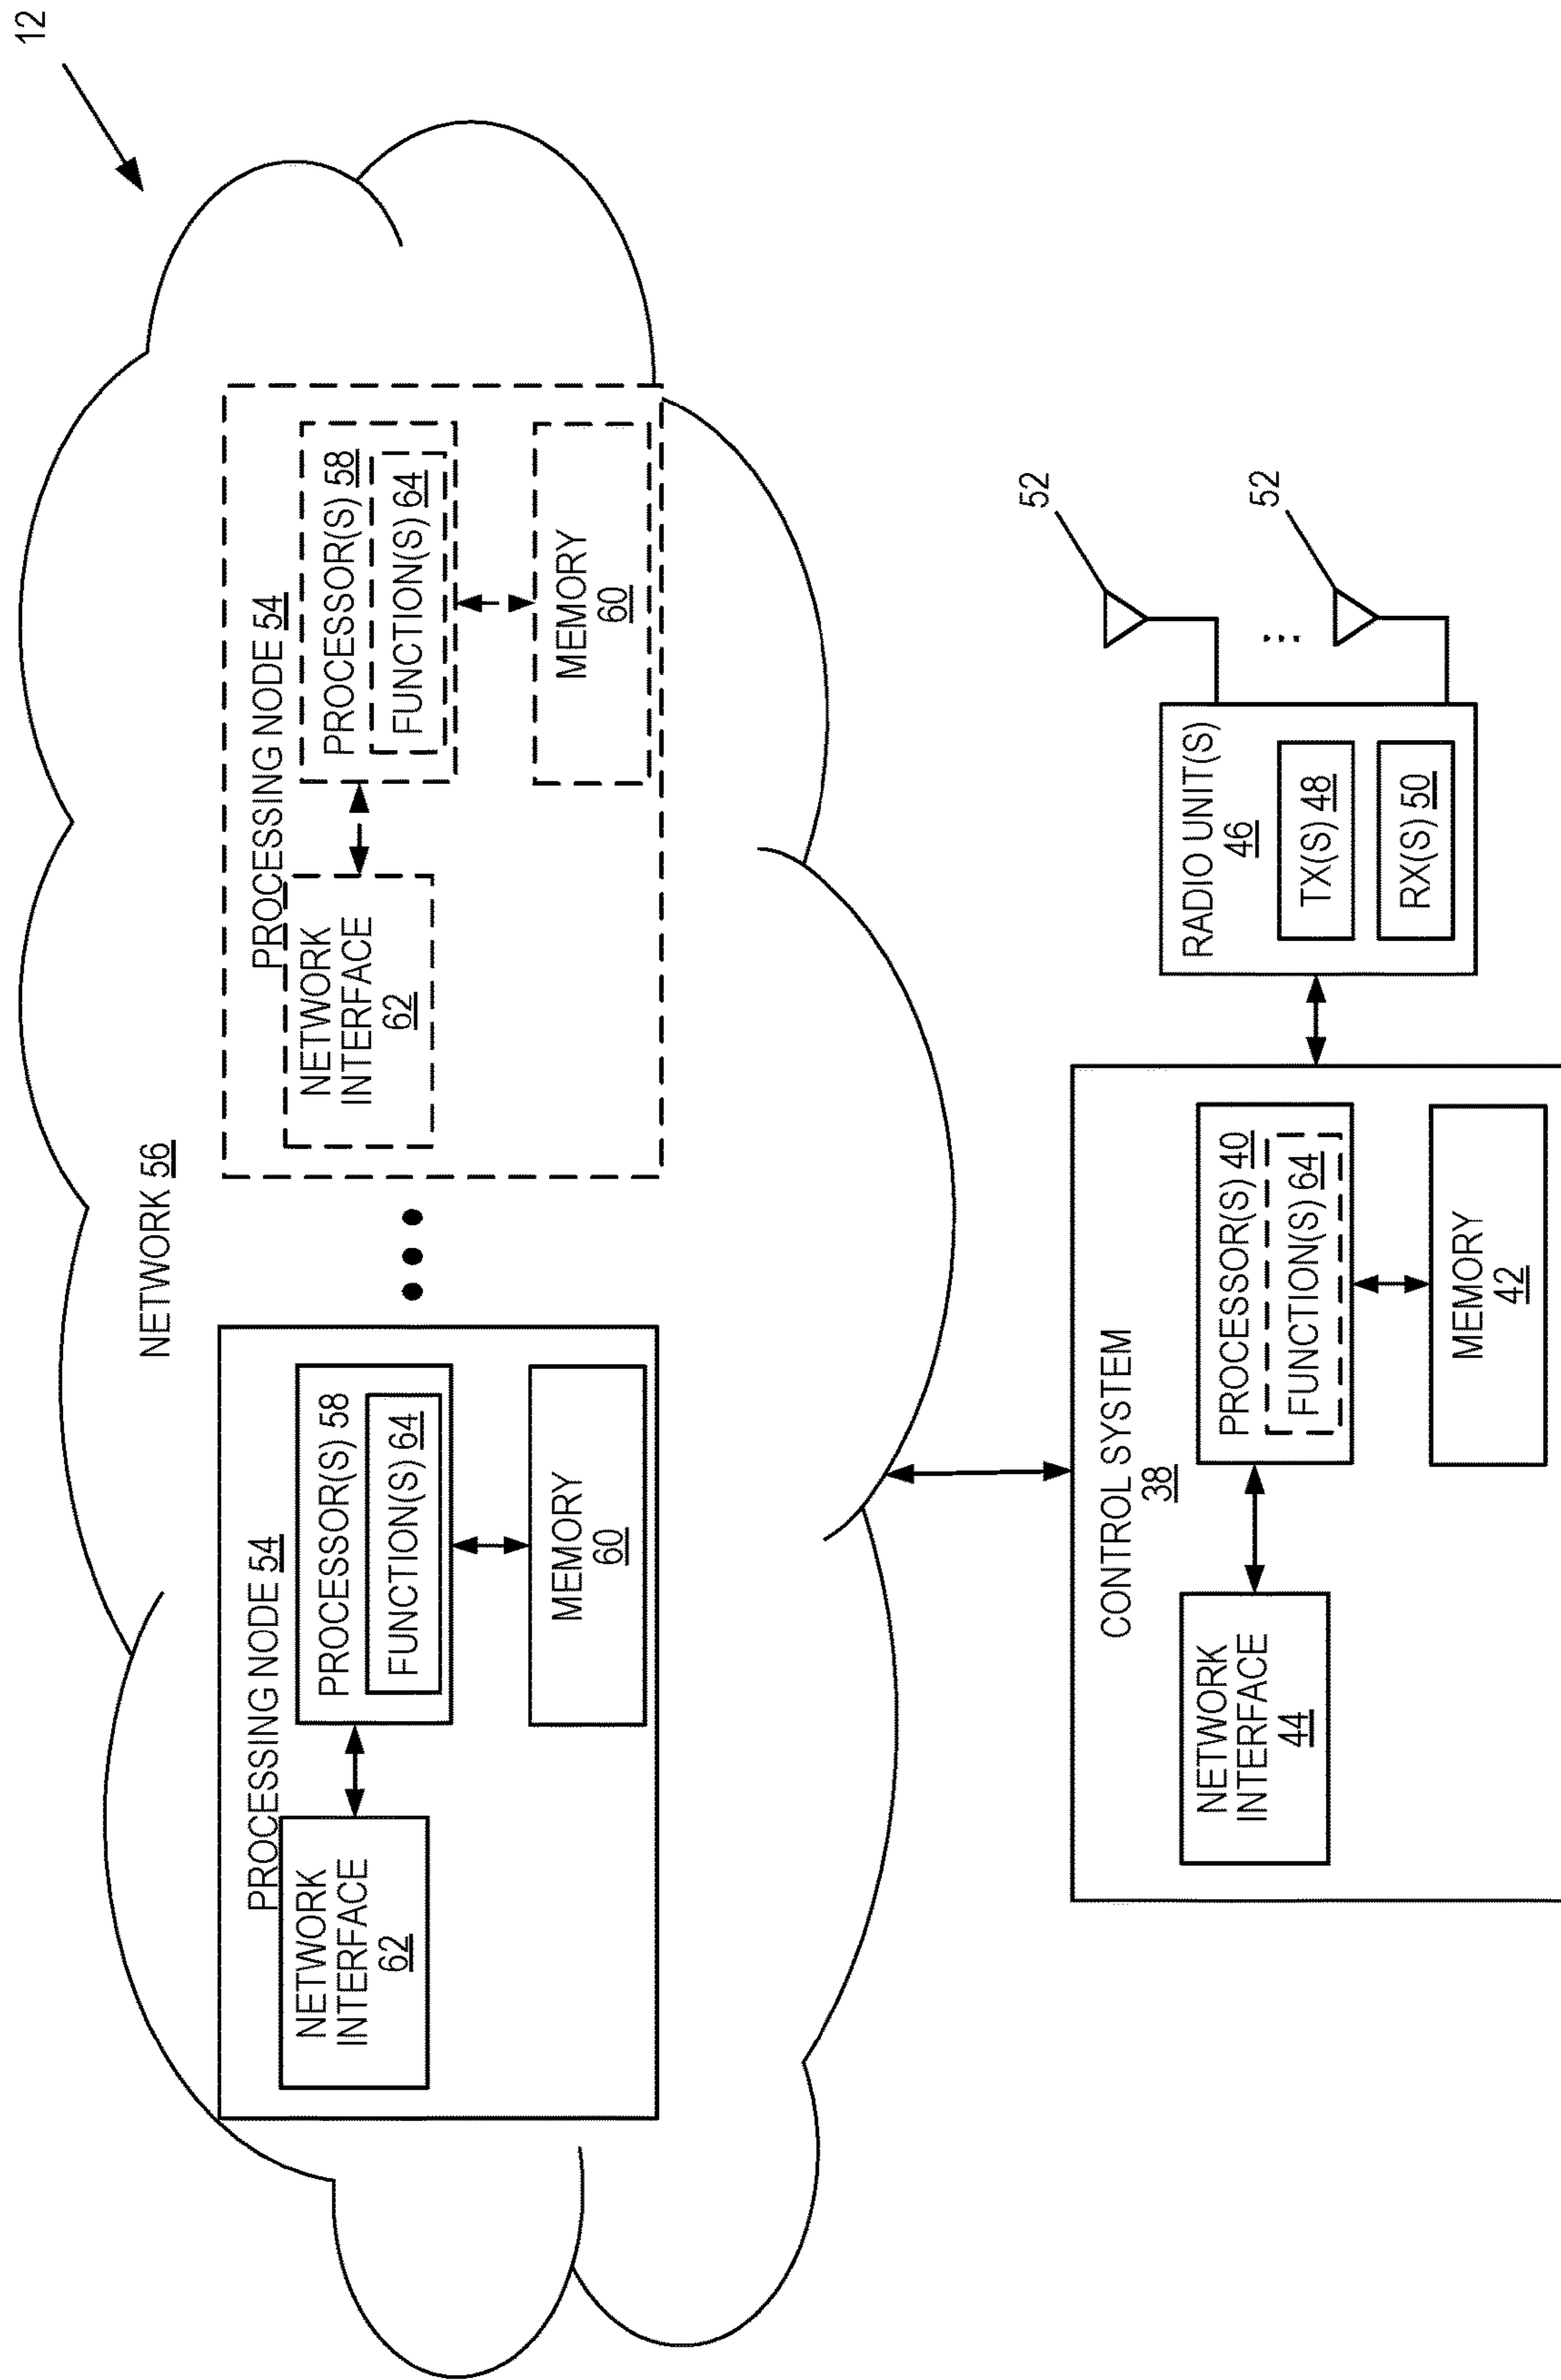 12
NETWORK 56
PROCESSING NODE 54
NETWORK
INTERFACE
62
PROCESSOR(S) 58
FUNCTION(S) 64
MEMORY
60
PROCESSING NODE 54
NETWORK
INTERFACE
62
PROCESSOR(S) 58
FUNCTION(S) 64
MEMORY
60
CONTROL SYSTEM
38
NETWORK
INTERFACE
44
PROCESSOR(S) 40
FUNCTION(S) 64
MEMORY
42
RADIO UNIT(S)
46
TX(S) 48
RX(S) 50
52
52